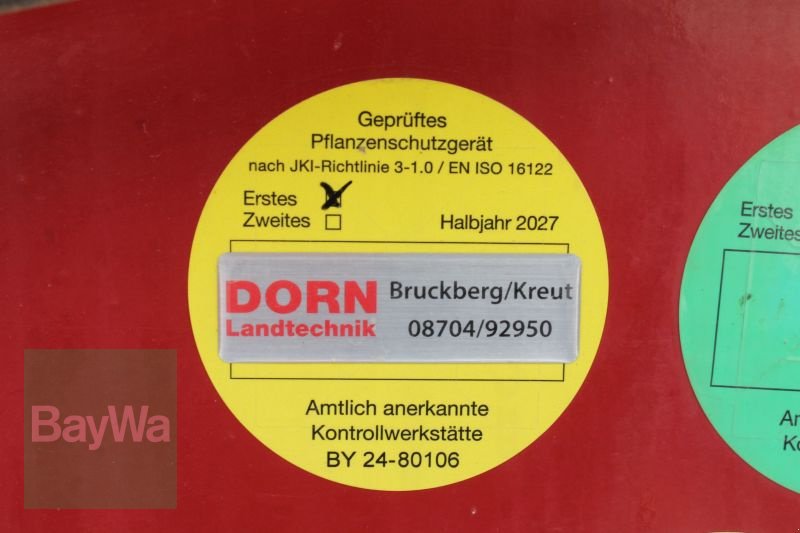 Geprüftes
Pflanzenschutzgerät
nach JKI-Richtlinie 3-1.0 / EN ISO 16122
Erstes
Zweites Halbjahr 2027
DORN Bruckberg/Kreut
Landtechnik 08704/92950
Amtlich anerkannte
Kontrollwerkstätte
BY 24-80106
Erstes
Zweites
BayWa